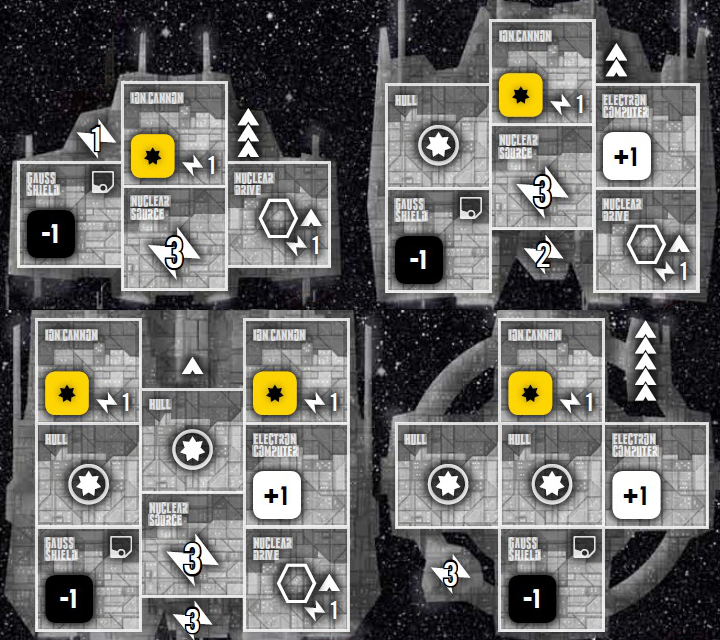 ION CANNON
1
1
GAUSS
SHIELD
-1
NUCLEAR
SOURCE
3
NUCLEAR
DRIVE
1
ION CANNON
1
HULL
ELECTRON
COMPUTER
+1
NUCLEAR
SOURCE
3
GAUSS
SHIELD
-1
NUCLEAR
DRIVE
1
2
ION CANNON
1
ION CANNON
1
HULL
HULL
ELECTRON
COMPUTER
+1
NUCLEAR
SOURCE
3
GAUSS
SHIELD
-1
NUCLEAR
DRIVE
1
3
ION CANNON
1
HULL
HULL
ELECTRON
COMPUTER
+1
GAUSS
SHIELD
3
-1